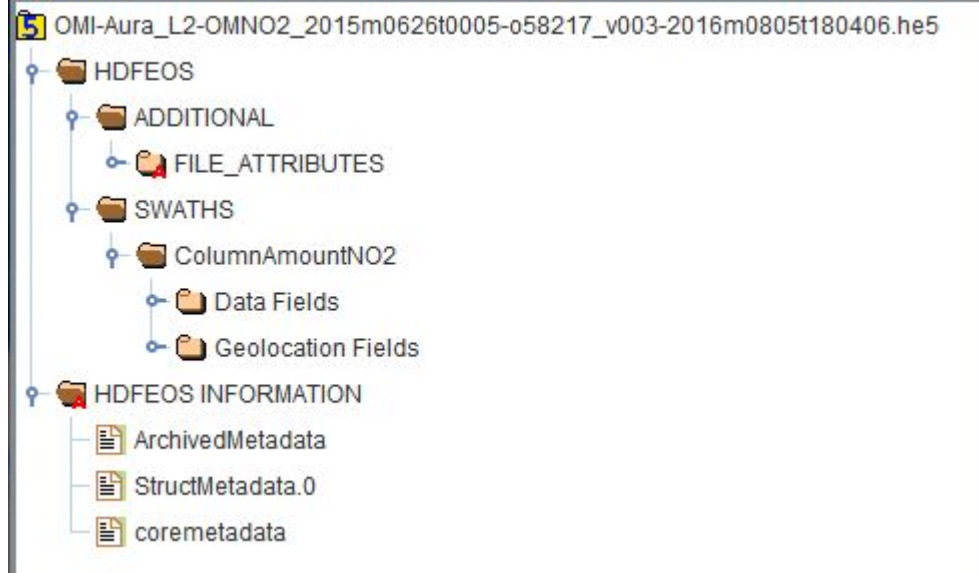 5 OMI-Aura_L2-OMNO2_2015m0626t0005-o58217_v003-2016m0805t180406.he5
HDFEOS
ADDITIONAL
A FILE_ATTRIBUTES
SWATHS
ColumnAmountNO2
Data Fields
Geolocation Fields
A HDFEOS INFORMATION
ArchivedMetadata
StructMetadata.0
coremetadata